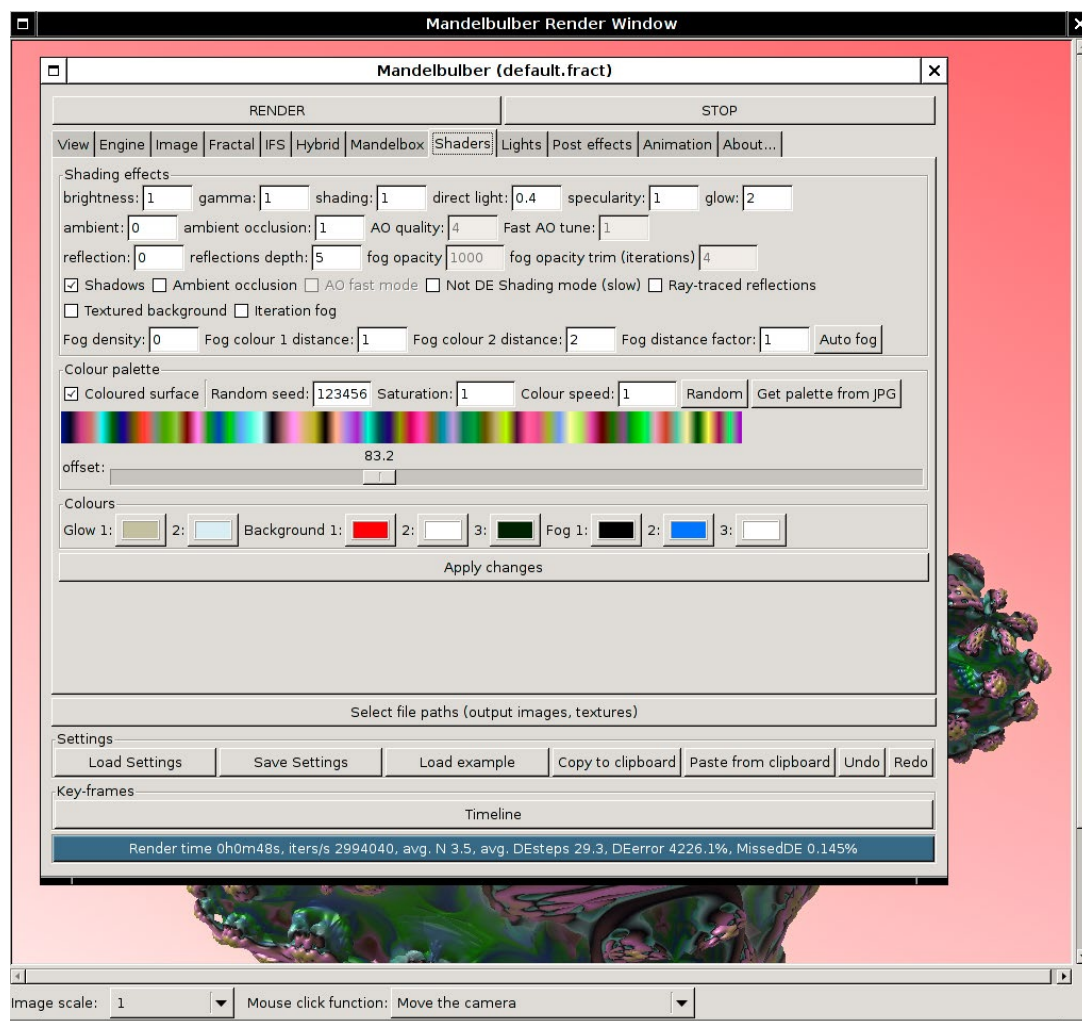 Mandelbulber Render Window
Mandelbulber (default.fract)
RENDER STOP
View Engine Image Fractal IFS Hybrid Mandelbox Shaders Lights Post effects Animation About...
Shading effects
brightness: 1 gamma: 1 shading: 1 direct light: 0.4 specularity: 1 glow: 2
ambient: 0 ambient occlusion: 1 AO quality: 4 Fast AO tune: 1
reflection: 0 reflections depth: 5 fog opacity 1000 fog opacity trim (iterations) 4
Shadows Ambient occlusion AO fast mode Not DE Shading mode (slow) Ray-traced reflections
Textured background Iteration fog
Fog density: 0 Fog colour 1 distance: 1 Fog colour 2 distance: 2 Fog distance factor: 1 Auto fog
Colour palette
Coloured surface Random seed: 123456 Saturation: 1 Colour speed: 1 Random Get palette from JPG
83.2
offset:
Colours
Glow 1: 2: Background 1: 2: 3: Fog 1: 2: 3:
Apply changes
Select file paths (output images, textures)
Settings
Load Settings Save Settings Load example Copy to clipboard Paste from clipboard Undo Redo
Key-frames
Timeline
Render time 0h0m48s, iters/s 2994040, avg. N 3.5, avg. DEsteps 29.3, DEerror 4226.1%, MissedDE 0.145%
Image scale: 1 Mouse click function: Move the camera